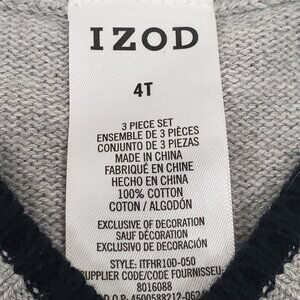 IZOD
4T
3 PIECE SET
ENSEMBLE DE 3 PIÈCES
CONJUNTO DE 3 PIEZAS
MADE IN CHINA
FABRIQUÉ EN CHINE
HECHO EN CHINA
100% COTTON
COTON / ALGODÓN
EXCLUSIVE OF DECORATION
SAUF DÉCORATION
EXCLUSIVO DE DECORACIÓN
STYLE: ITFHR10D-050
SUPPLIER CODE/CODE FOURNISSEU
8016088
4500588212-062